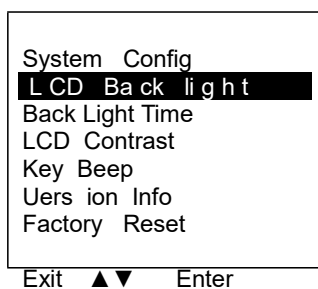 System Config
LCD Back light
Back Light Time
LCD Contrast
Key Beep
Uers ion Info
Factory Reset
Exit ▲▼ Enter